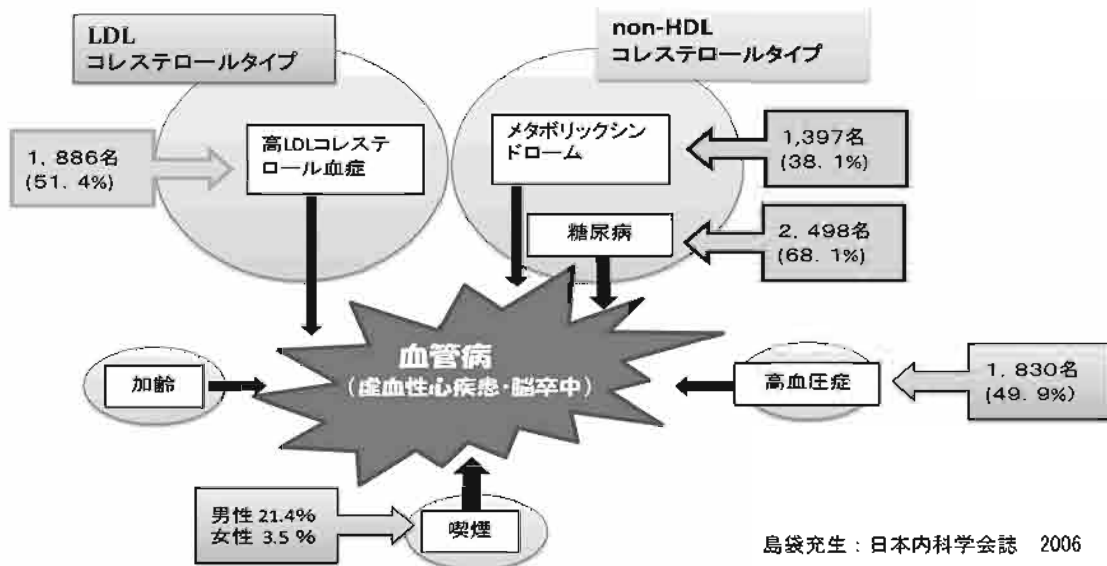 LDL
コレステロールタイプ
non-HDL
コレステロールタイプ
高LDLコレステ
ロール血症
1, 886名
(51. 4%)
メタボリックシン
ドローム
1,397名
(38. 1%)
糖尿病
2, 498名
(68. 1%)
血管病
(虚血性心疾患・脳卒中)
加齢
高血圧症
1, 830名
(49. 9%)
男性 21.4%
女性 3.5 %
喫煙
島袋充生：日本内科学会誌 2006